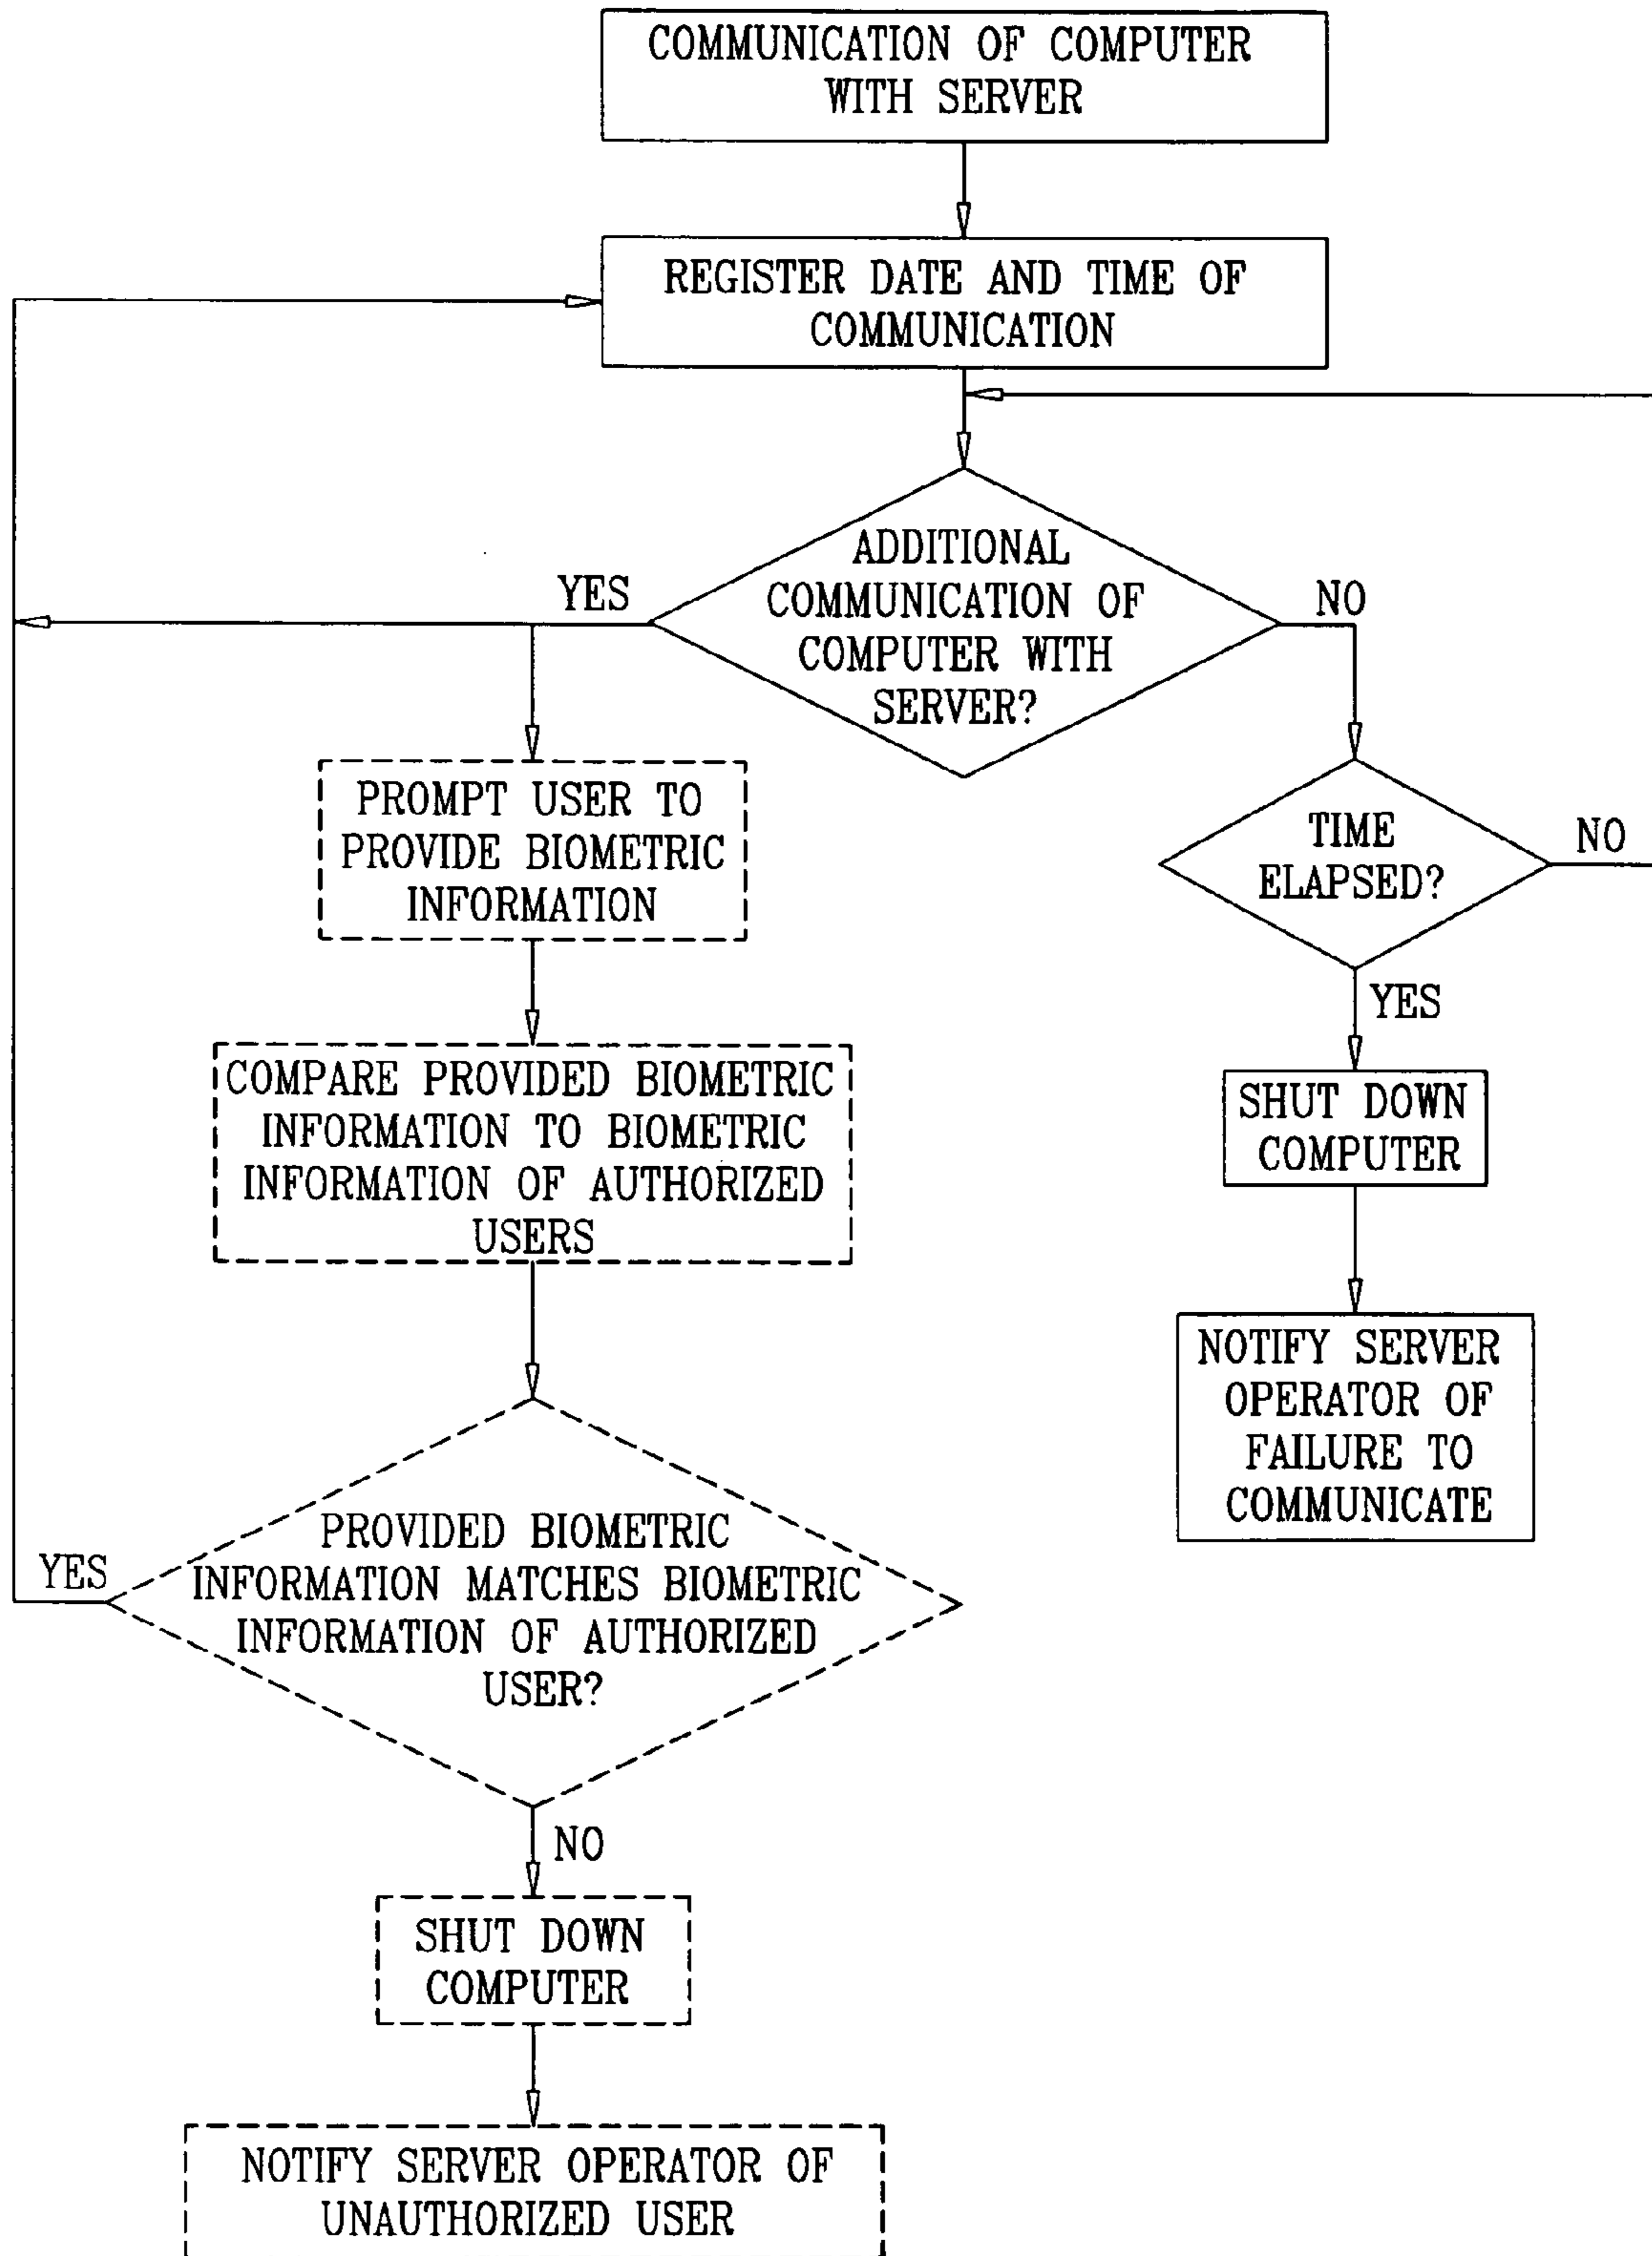 COMMUNICATION OF COMPUTER
WITH SERVER
REGISTER DATE AND TIME OF
COMMUNICATION
ADDITIONAL
COMMUNICATION OF
COMPUTER WITH
SERVER?
YES
NO
PROMPT USER TO
PROVIDE BIOMETRIC
INFORMATION
TIME
ELAPSED?
NO
YES
COMPARE PROVIDED BIOMETRIC
INFORMATION TO BIOMETRIC
INFORMATION OF AUTHORIZED
USERS
SHUT DOWN
COMPUTER
NOTIFY SERVER
OPERATOR OF
FAILURE TO
COMMUNICATE
PROVIDED BIOMETRIC
INFORMATION MATCHES BIOMETRIC
INFORMATION OF AUTHORIZED
USER?
YES
NO
SHUT DOWN
COMPUTER
NOTIFY SERVER OPERATOR OF
UNAUTHORIZED USER